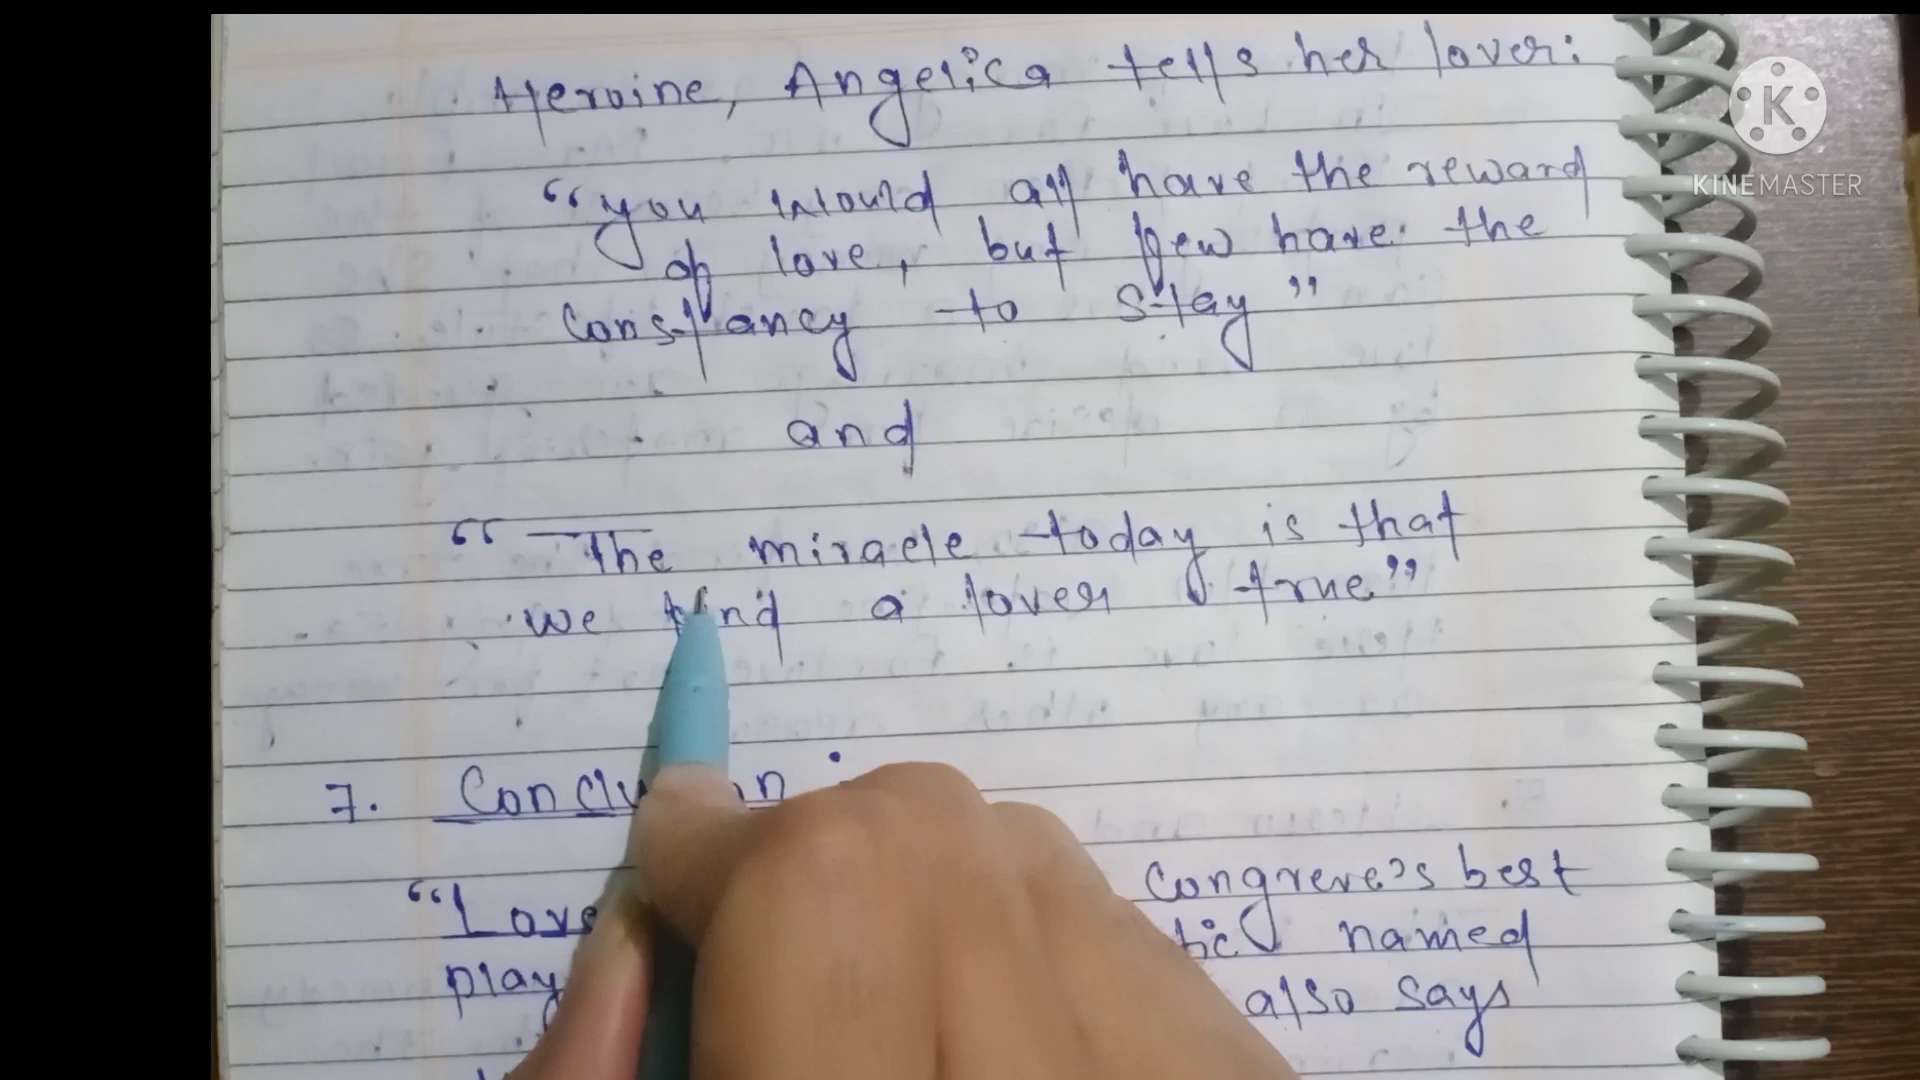 Heroine, Angelica tells her lover:
“you would all have the reward
of love, but few have the
constancy to stay”
and
“ — The miracle today is that
we find a lover true”
7. Conclusion :
“Love Congreve's best
play named
also says
KINEMASTER